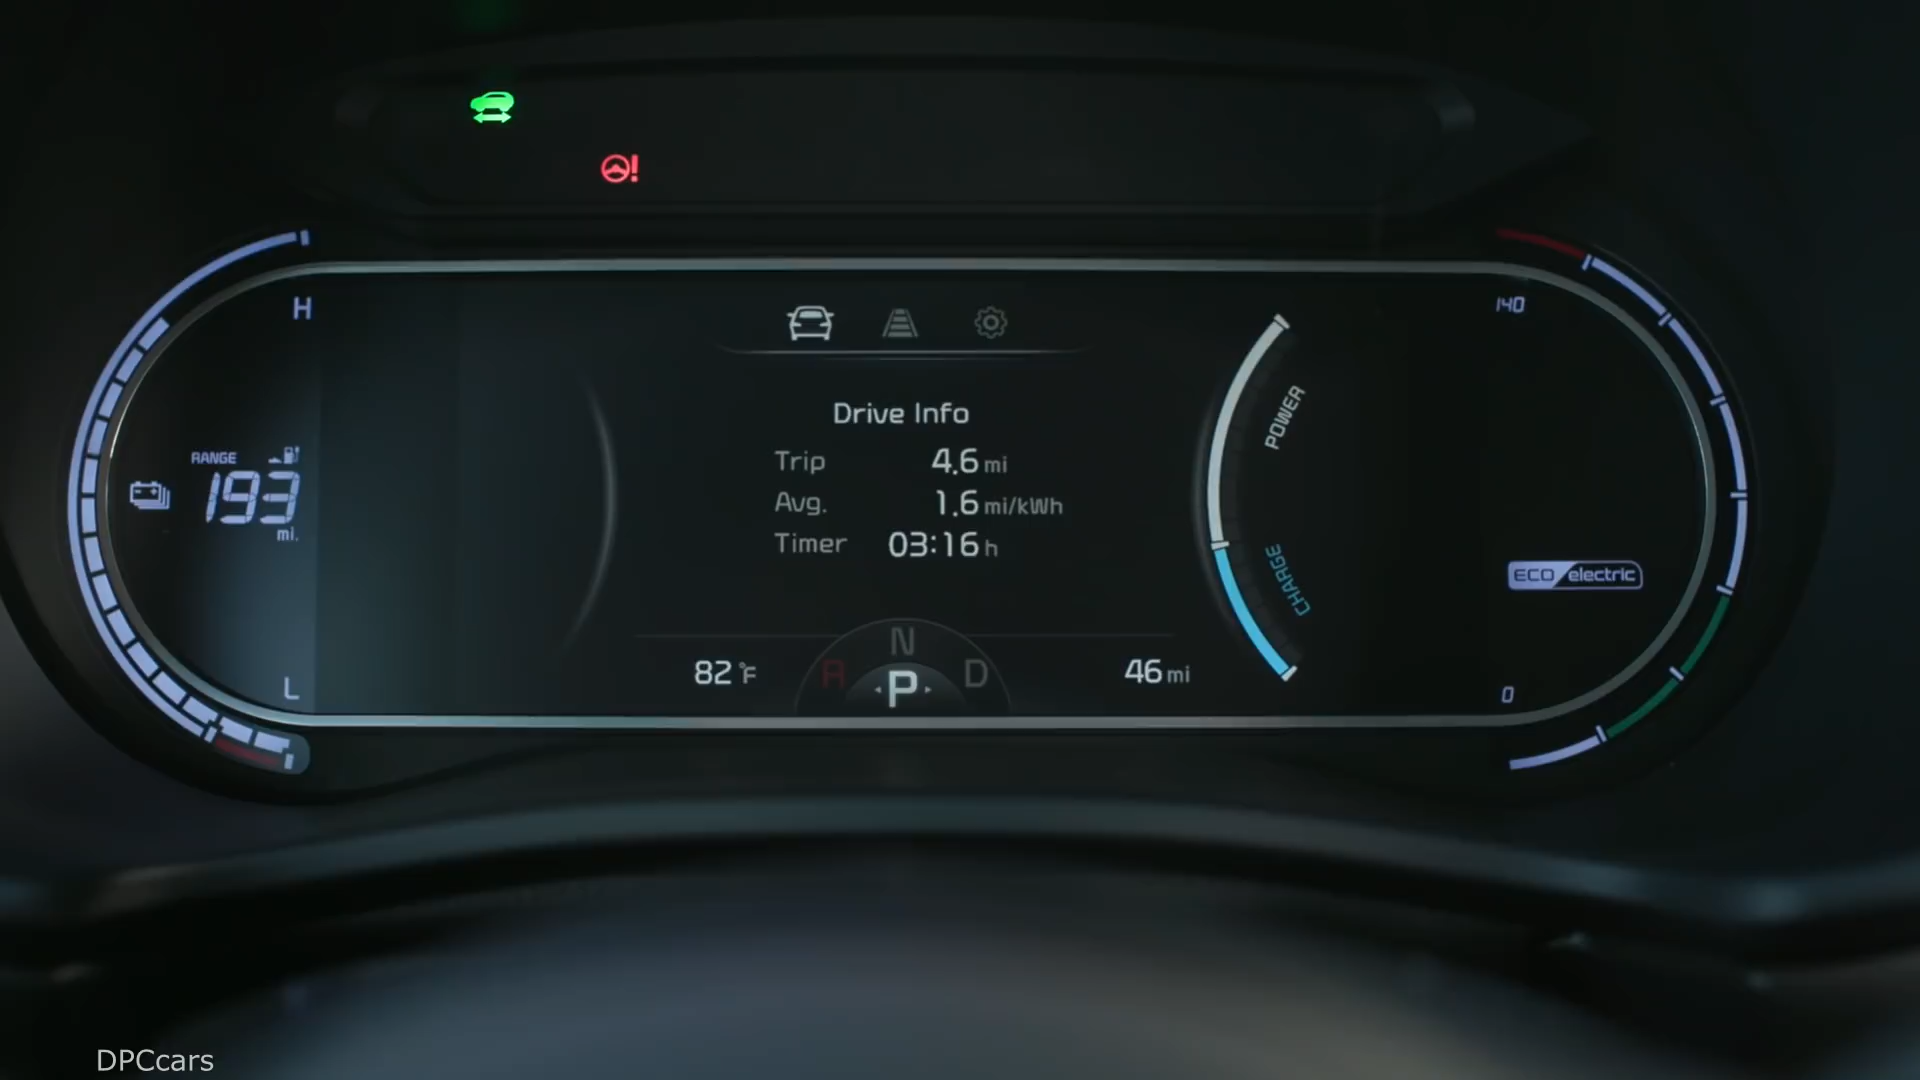 H
140
Drive Info
RANGE
193
mi.
Trip 4.6 mi
Avg. 1.6 mi/kWh
Timer 03:16 h
POWER
CHARGE
ECO electric
L
82 °F
R N D
P
46 mi
0
DPCcars